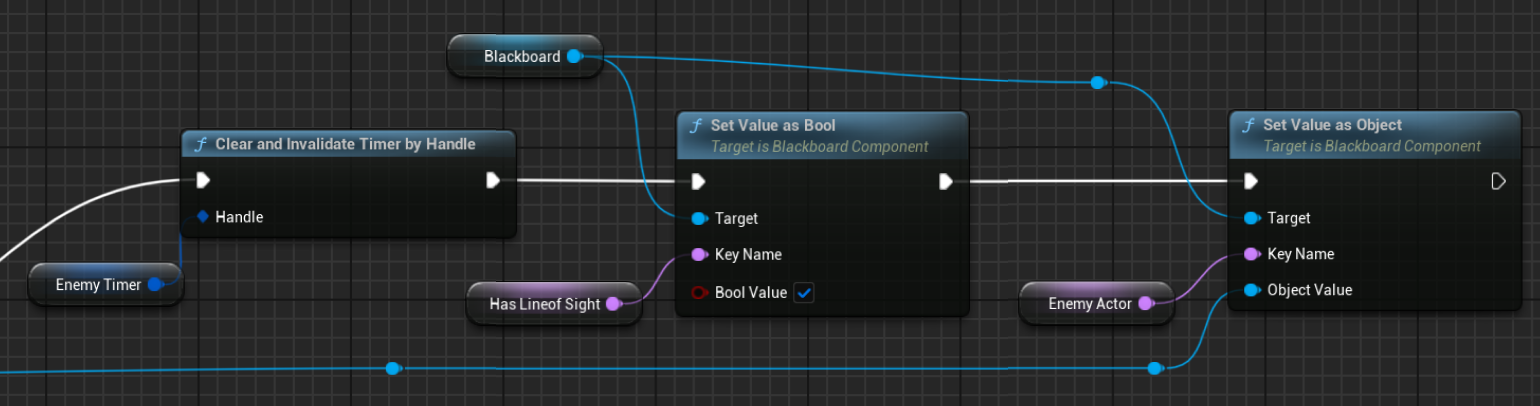 Blackboard
f Clear and Invalidate Timer by Handle
Handle
Enemy Timer
f Set Value as Bool
Target is Blackboard Component
Target
Key Name
Bool Value
Has Lineof Sight
f Set Value as Object
Target is Blackboard Component
Target
Key Name
Object Value
Enemy Actor